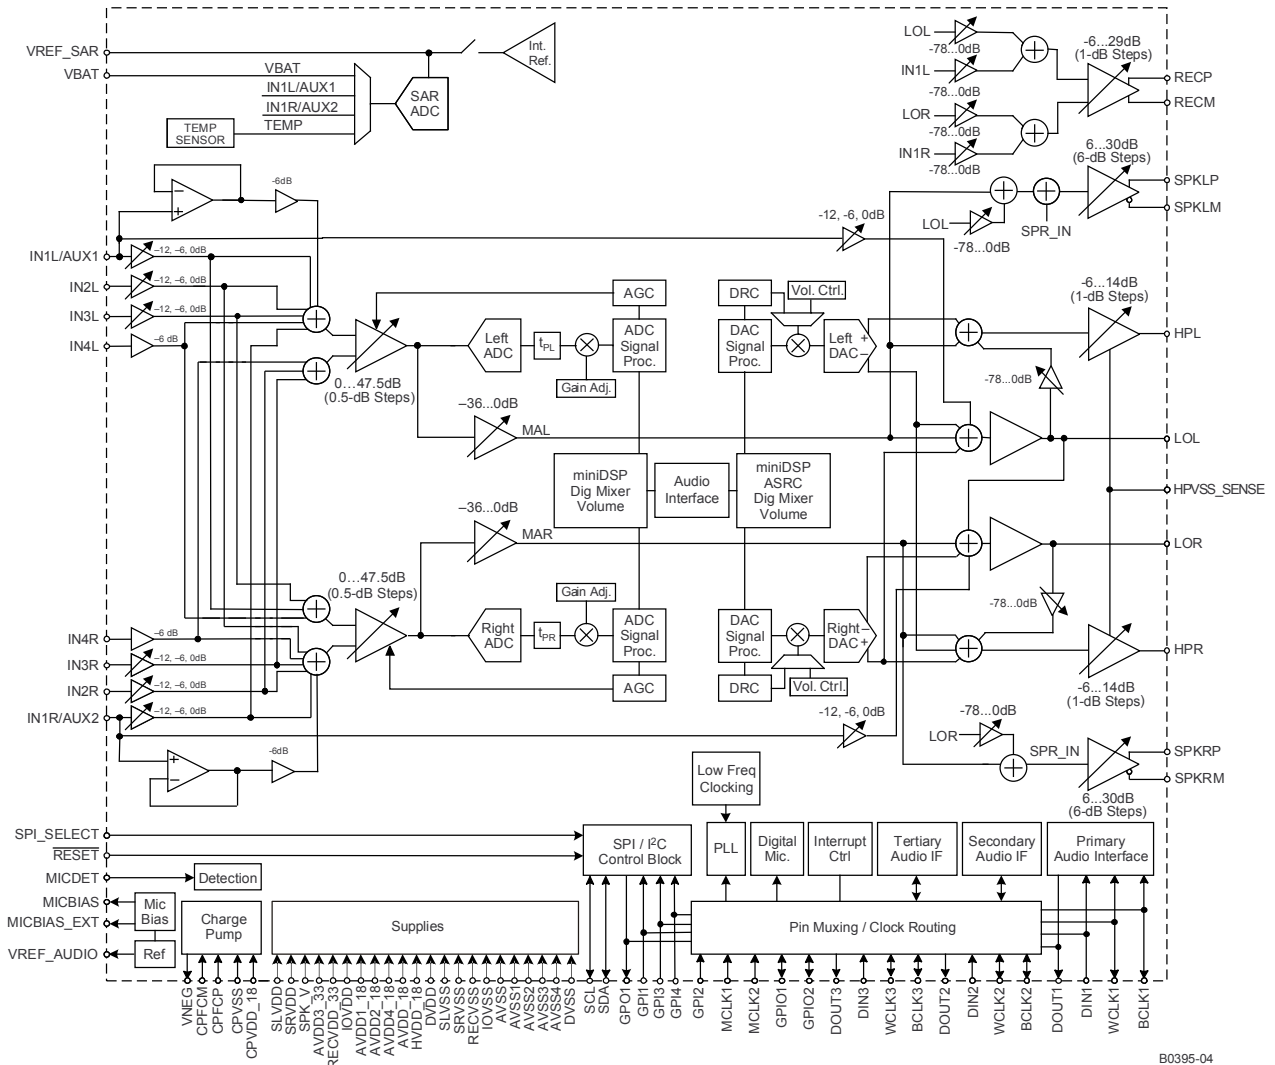 VREF_SAR
VBAT
VBAT
IN1L/AUX1
IN1R/AUX2
TEMP
TEMP
SENSOR
SAR
ADC
Int.
Ref.
LOL
-78...0dB
IN1L
-78...0dB
LOR
-78...0dB
IN1R
-78...0dB
-6...29dB
(1-dB Steps)
RECP
RECM
6...30dB
(6-dB Steps)
SPKLP
SPKLM
LOL
-78...0dB
SPR_IN
-6dB
-12, -6, 0dB
IN1L/AUX1
–12, –6, 0dB
IN2L
–12, –6, 0dB
IN3L
–12, –6, 0dB
IN4L
–6 dB
0...47.5dB
(0.5-dB Steps)
AGC
Left
ADC
tPL
Gain Adj.
ADC
Signal
Proc.
DRC
Vol. Ctrl.
DAC
Signal
Proc.
Left +
DAC –
-6...14dB
(1-dB Steps)
HPL
-78...0dB
–36...0dB
MAL
LOL
miniDSP
Dig Mixer
Volume
Audio
Interface
miniDSP
ASRC
Dig Mixer
Volume
HPVSS_SENSE
–36...0dB
MAR
LOR
0...47.5dB
(0.5-dB Steps)
Gain Adj.
Right
ADC
tPR
ADC
Signal
Proc.
AGC
DAC
Signal
Proc.
DRC
Vol. Ctrl.
Right –
DAC +
-78...0dB
HPR
-6...14dB
(1-dB Steps)
IN4R
–6 dB
IN3R
–12, –6, 0dB
IN2R
–12, –6, 0dB
IN1R/AUX2
–12, –6, 0dB
-12, -6, 0dB
-6dB
-78...0dB
LOR
SPR_IN
SPKRP
SPKRM
6...30dB
(6-dB Steps)
Low Freq
Clocking
SPI_SELECT
RESET
MICDET
Detection
MICBIAS
MICBIAS_EXT
Mic
Bias
VREF_AUDIO
Ref
Charge
Pump
Supplies
SPI / I2C
Control Block
PLL
Digital
Mic.
Interrupt
Ctrl
Tertiary
Audio IF
Secondary
Audio IF
Primary
Audio Interface
Pin Muxing / Clock Routing
VNEG
CPFCM
CPFCP
CPVSS
CPVDD_18
SLVDD
SRVDD
SPK_V
AVDD3_33
RECVDD_33
IOVDD
AVDD1_18
AVDD2_18
AVDD4_18
AVDD_18
HVDD_18
DVDD
SLVSS
SRVSS
RECVSS
IOVSS
AVSS
AVSS1
AVSS2
AVSS3
AVSS4
DVSS
SCL
SDA
GPO1
GPI1
GPI3
GPI4
GPI2
MCLK1
MCLK2
GPIO1
GPIO2
DOUT3
DIN3
WCLK3
BCLK3
DOUT2
DIN2
WCLK2
BCLK2
DOUT1
DIN1
WCLK1
BCLK1
B0395-04